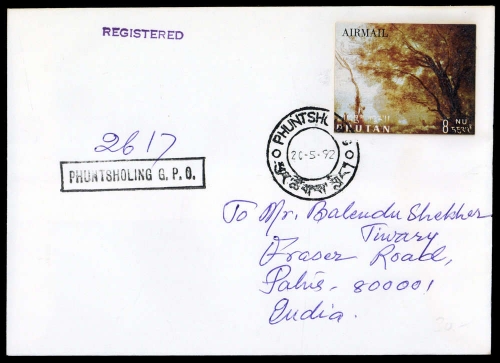 REGISTERED
AIRMAIL
BHUTAN
8 NU
PHUNTSHO
20-5-92
2617
PHUNTSHOLING G. P. O.
To Mr. Balendu Shekher
Tiwary
Fraser Road,
Patris- 800001
India.